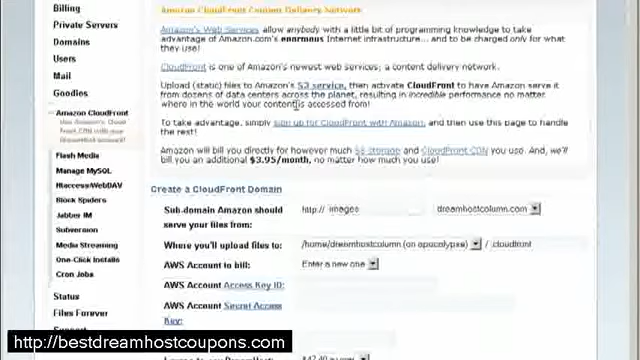 Billing
Private Servers
Domains
Users
Mail
Goodies
Amazon CloudFront
Flash Media
Manage MySQL
Htaccess/WebDAV
Block Spiders
Jabber IM
Subversion
Media Streaming
One-Click Installs
Cron Jobs
Status
Files Forever
Support
Amazon CloudFront Content Delivery Network
Amazon's Web Services allow anybody with a little bit of programming knowledge to take
advantage of Amazon.com's enormous Internet infrastructure... and to be charged only for what
they use!
CloudFront is one of Amazon's newest web services; a content delivery network.
Upload (static) files to Amazon's S3 service, then activate CloudFront to have Amazon serve it
from dozens of data centers across the planet, resulting in incredible performance no matter
where in the world your content is accessed from!
To take advantage, simply sign up for CloudFront with Amazon, and then use this page to handle
the rest!
Amazon will bill you directly for however much S3 Storage and CloudFront CDN you use. And, we'll
bill you an additional $3.95/month, no matter how much you use!
Create a CloudFront Domain
Sub-domain Amazon should
serve your files from:
http:// images
dreamhostcolumn.com
Where you'll upload files to:
/home/dreamhostcolumn (on apocalypse) / cloudfront
AWS Account to bill:
Enter a new one
AWS Account Access Key ID:
AWS Account Secret Access
Key:
http://bestdreamhostcoupons.com